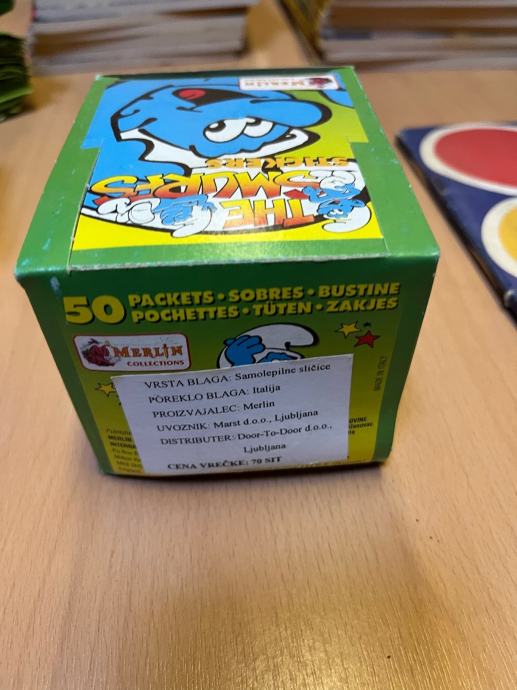 MERLIN
THE
SMURFS
STICKERS
50 PACKETS • SOBRES • BUSTINE
POCHETTES • TÜTEN • ZAKJES
MERLIN
COLLECTIONS
MADE IN ITALY
VRSTA BLAGA: Samolepilne sličice
POREKLO BLAGA: Italija
PROIZVAJALEC: Merlin
UVOZNIK: Marst d.o.o., Ljubljana
DISTRIBUTER: Door-To-Door d.o.o.,
Ljubljana
CENA VREČKE: 70 SIT